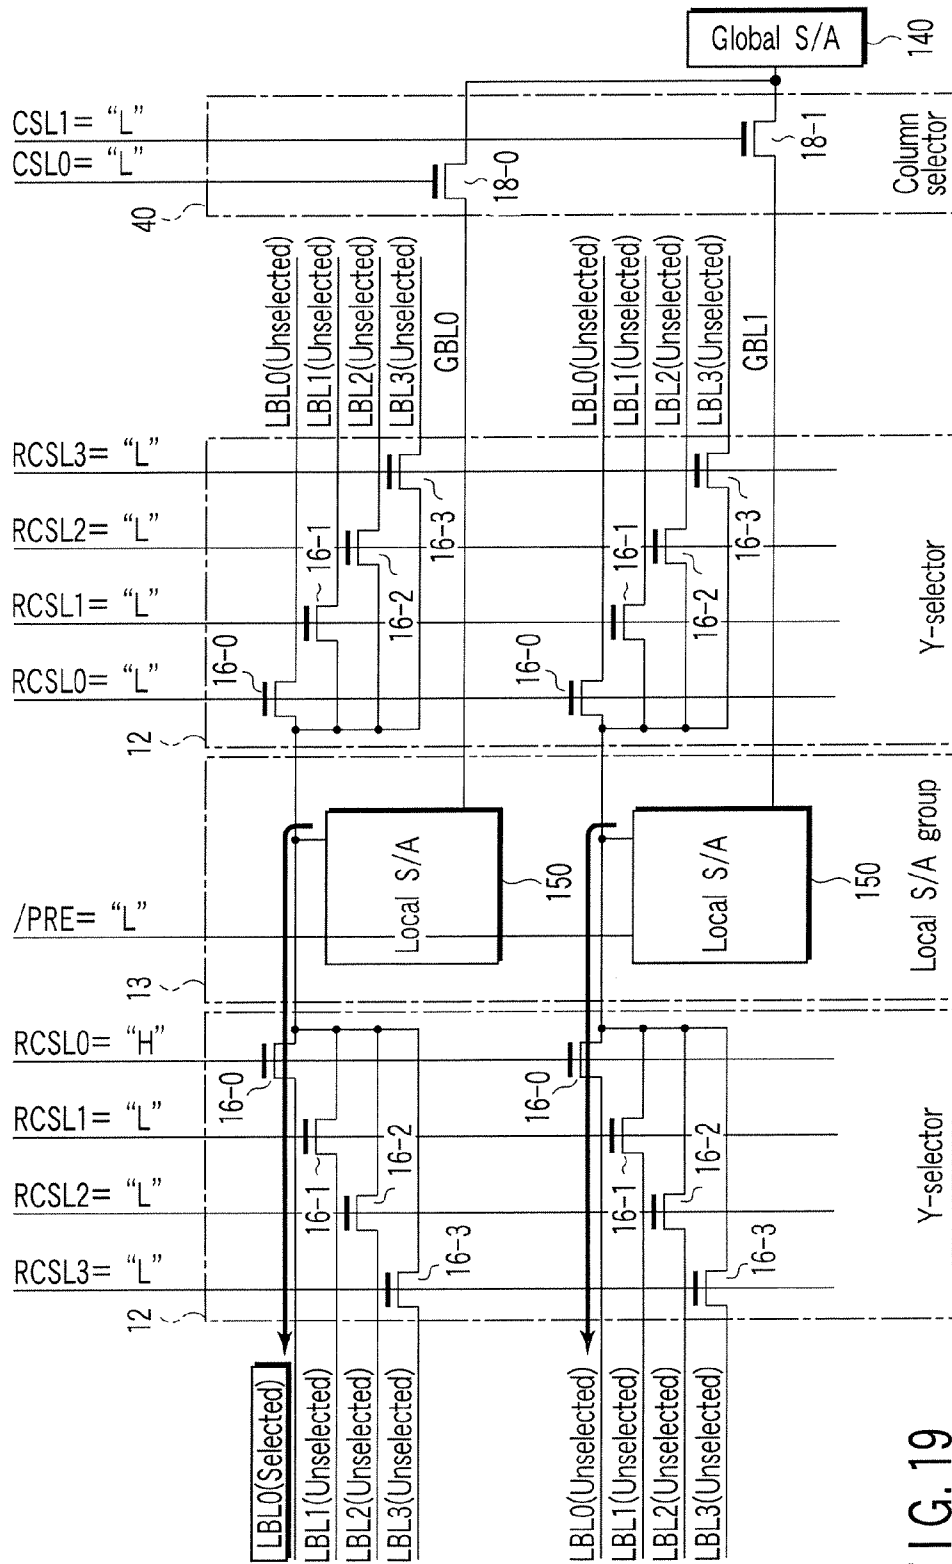 Global S/A
140
CSL1= “L”
CSL0= “L”
40
18-0
18-1
Column
selector
LBL0(Unselected)
LBL1(Unselected)
LBL2(Unselected)
LBL3(Unselected)
GBL0
LBL0(Unselected)
LBL1(Unselected)
LBL2(Unselected)
LBL3(Unselected)
GBL1
RCSL3= “L”
RCSL2= “L”
RCSL1= “L”
RCSL0= “L”
12
16-0
16-1
16-2
16-3
16-0
16-1
16-2
16-3
Y-selector
/PRE= “L”
13
Local S/A
150
Local S/A
150
Local S/A group
RCSL0= “H”
RCSL1= “L”
RCSL2= “L”
RCSL3= “L”
12
16-0
16-1
16-2
16-3
16-0
16-1
16-2
16-3
Y-selector
LBL0(Selected)
LBL1(Unselected)
LBL2(Unselected)
LBL3(Unselected)
LBL0(Unselected)
LBL1(Unselected)
LBL2(Unselected)
LBL3(Unselected)
I G. 19